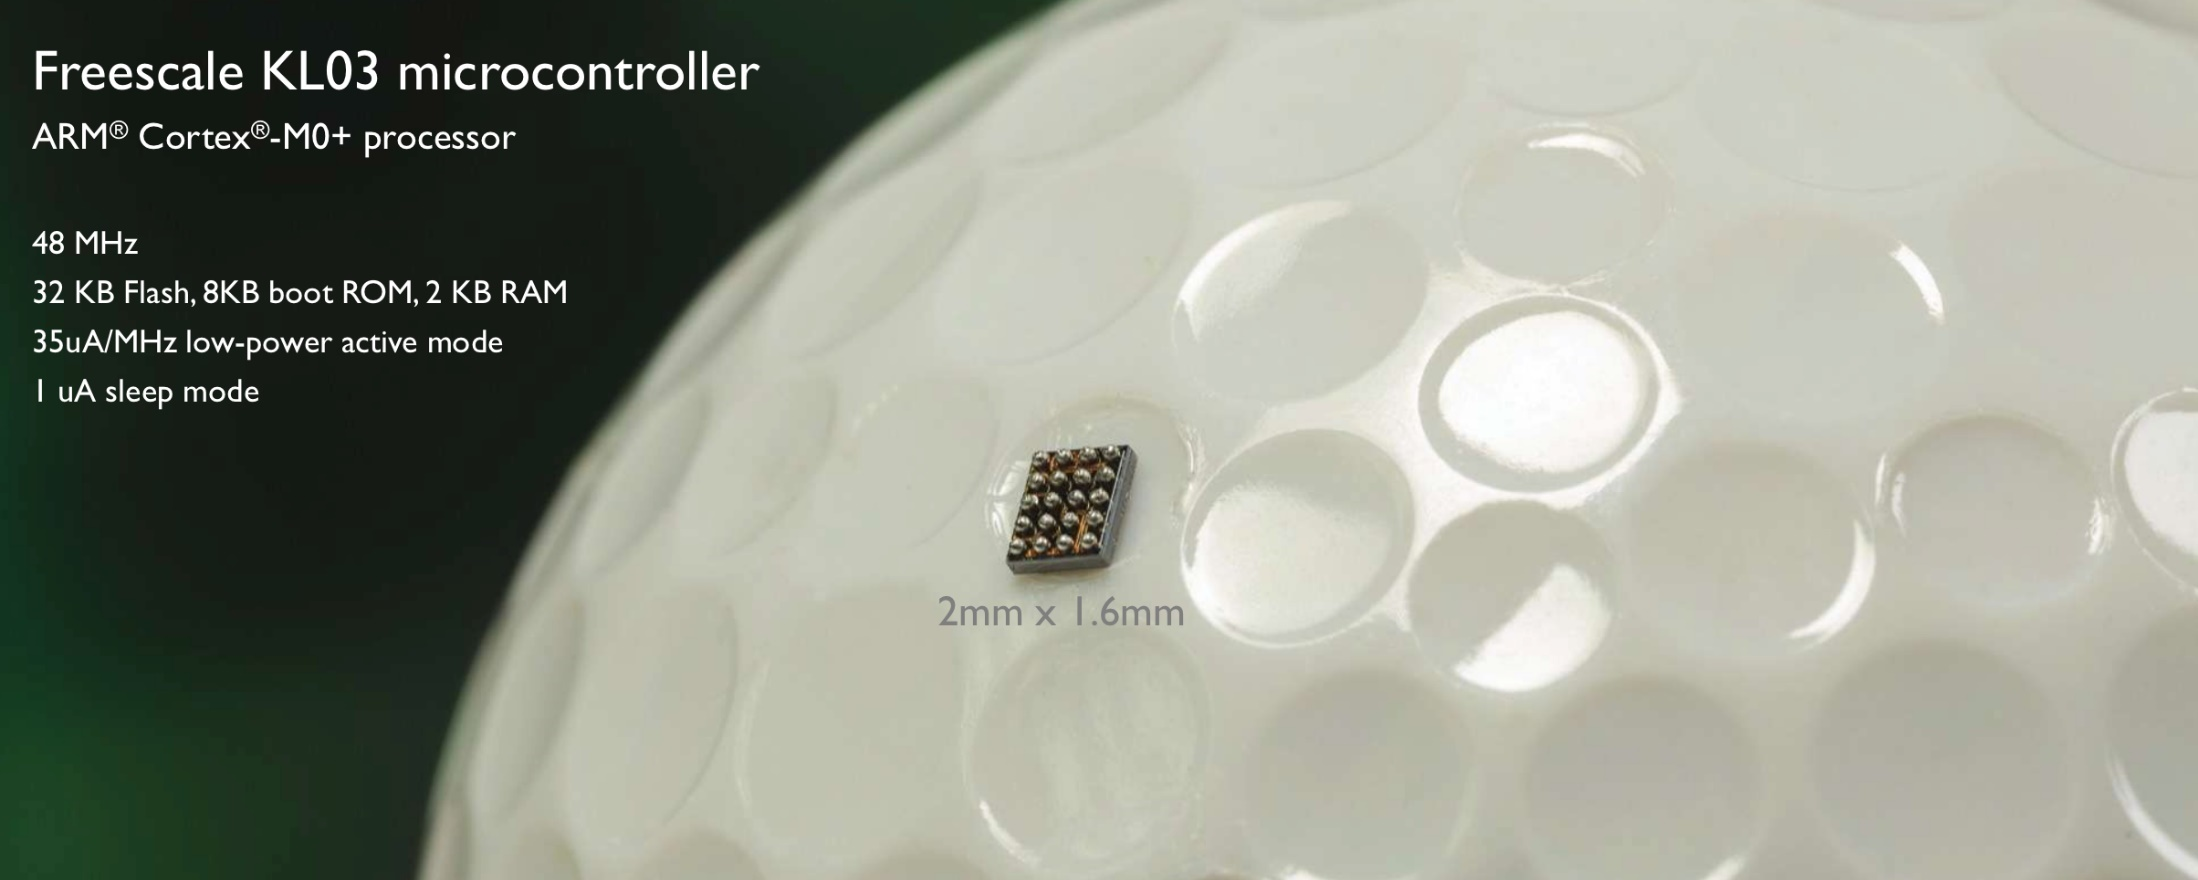 Freescale KL03 microcontroller
ARM® Cortex®-M0+ processor
48 MHz
32 KB Flash, 8KB boot ROM, 2 KB RAM
35uA/MHz low-power active mode
1 uA sleep mode
2mm x 1.6mm